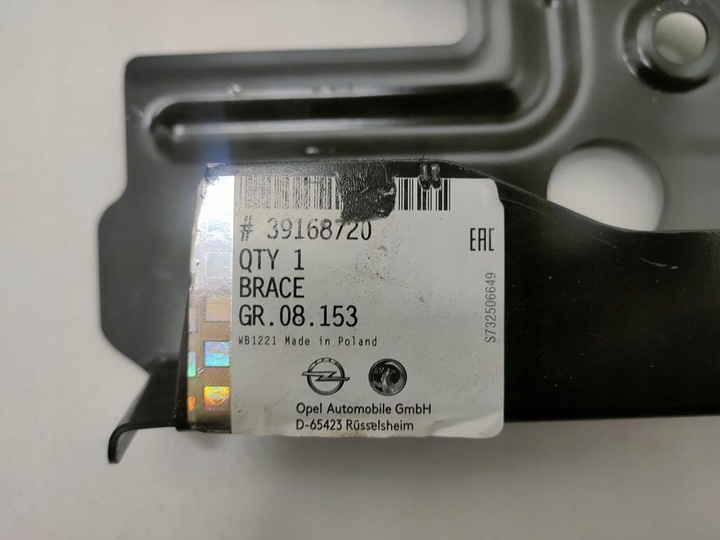 # 39168720
EAC
QTY 1
BRACE
GR.08.153
WB1221 Made in Poland
S732506649
Opel Automobile GmbH
D-65423 Rüsselsheim